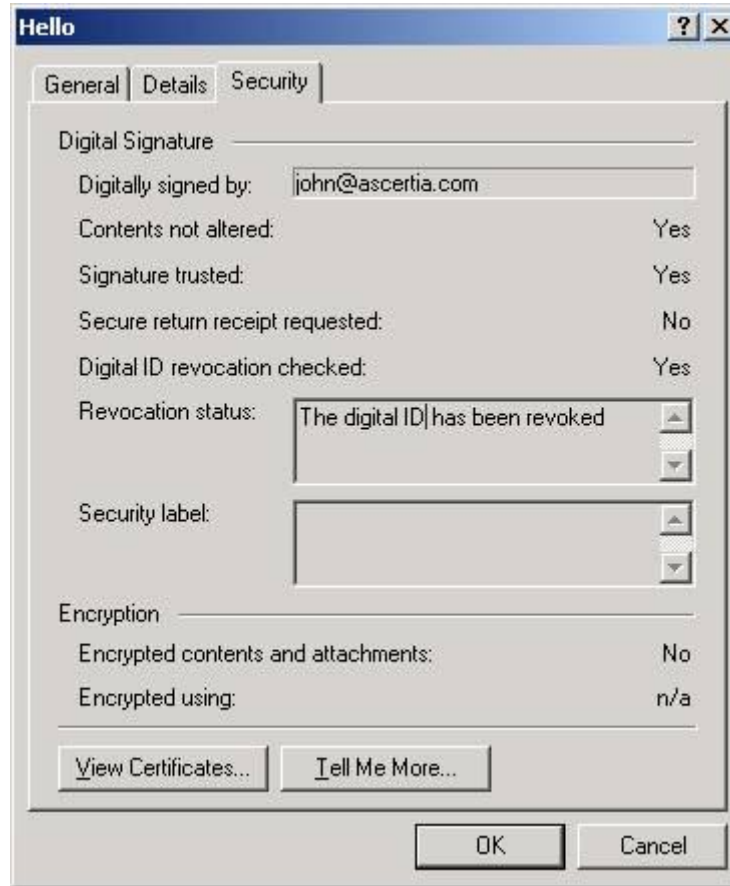 Hello
General Details Security
Digital Signature
Digitally signed by: john@ascertia.com
Contents not altered: Yes
Signature trusted: Yes
Secure return receipt requested: No
Digital ID revocation checked: Yes
Revocation status: The digital ID has been revoked
Security label:
Encryption
Encrypted contents and attachments: No
Encrypted using: n/a
View Certificates... Tell Me More...
OK Cancel